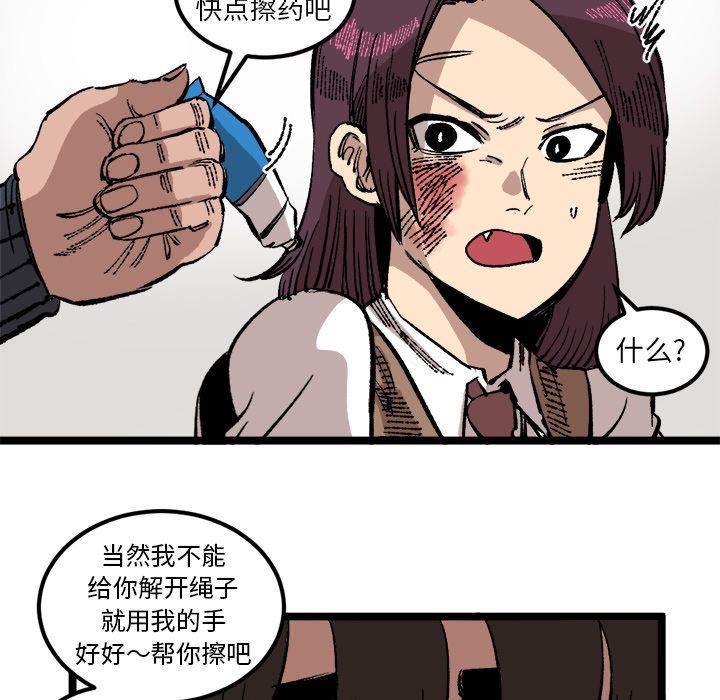 快点擦药吧
什么?
当然我不能
给你解开绳子
就用我的手
好好～帮你擦吧